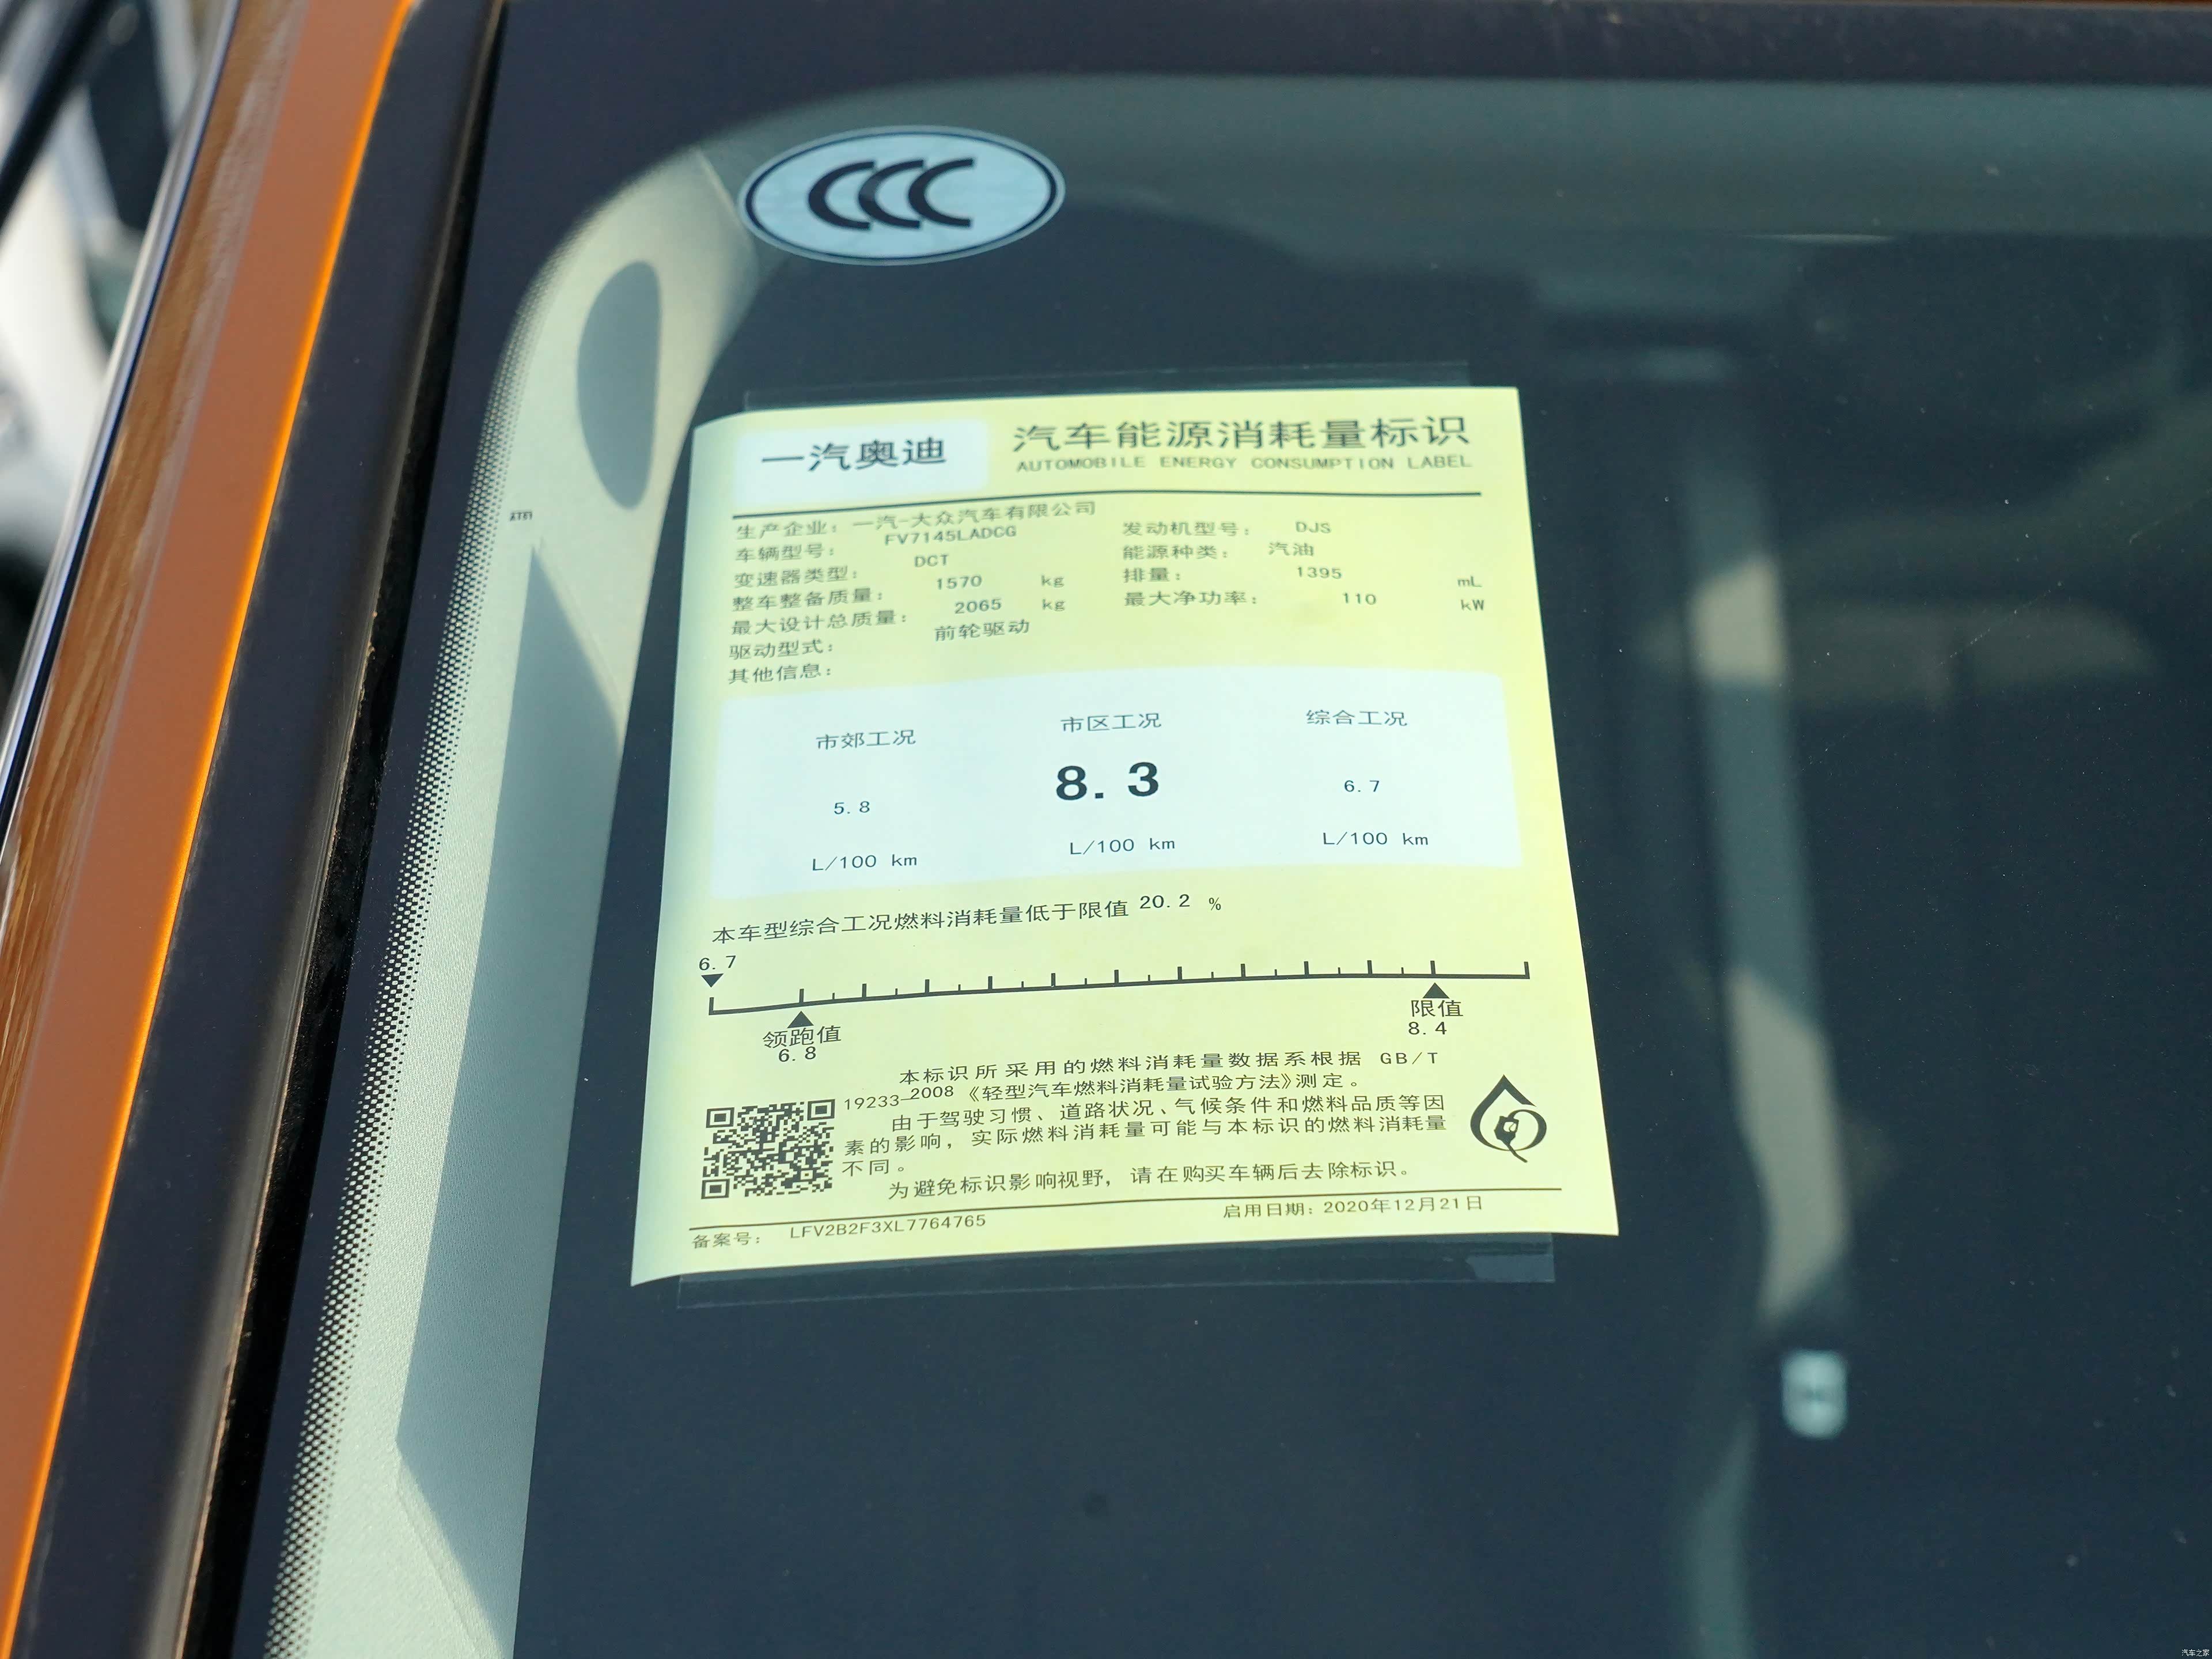 CCC
一汽奥迪
汽车能源消耗量标识
AUTOMOBILE ENERGY CONSUMPTION LABEL
生产企业：一汽-大众汽车有限公司
车辆型号： FV7145LADCG
变速器类型： DCT
整车整备质量： 1570 kg
最大设计总质量： 2065 kg
驱动型式： 前轮驱动
其他信息：
发动机型号： DJS
能源种类： 汽油
排量： 1395 mL
最大净功率： 110 kW
市郊工况 市区工况 综合工况
5.8 8.3 6.7
L/100 km L/100 km L/100 km
本车型综合工况燃料消耗量低于限值 20.2 %
6.7
领跑值 限值
6.8 8.4
本标识所采用的燃料消耗量数据系根据 GB/T
19233-2008《轻型汽车燃料消耗量试验方法》测定。
由于驾驶习惯、道路状况、气候条件和燃料品质等因
素的影响，实际燃料消耗量可能与本标识的燃料消耗量
不同。
为避免标识影响视野，请在购买车辆后去除标识。
备案号： LFV2B2F3XL7764765 启用日期：2020年12月21日
汽车之家